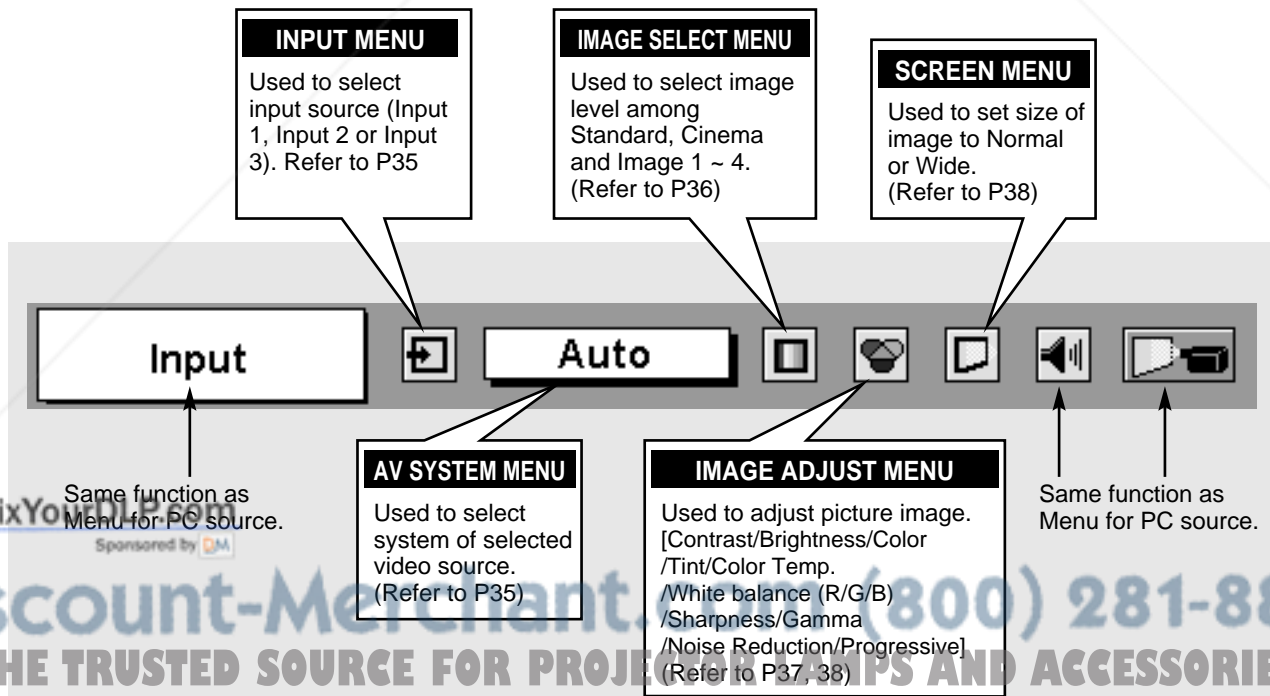 INPUT MENU
Used to select
input source (Input
1, Input 2 or Input
3). Refer to P35
IMAGE SELECT MENU
Used to select image
level among
Standard, Cinema
and Image 1 ~ 4.
(Refer to P36)
SCREEN MENU
Used to set size of
image to Normal
or Wide.
(Refer to P38)
Input
Auto
Same function as
Menu for PC source.
AV SYSTEM MENU
Used to select
system of selected
video source.
(Refer to P35)
IMAGE ADJUST MENU
Used to adjust picture image.
[Contrast/Brightness/Color
/Tint/Color Temp.
/White balance (R/G/B)
/Sharpness/Gamma
/Noise Reduction/Progressive]
(Refer to P37, 38)
Same function as
Menu for PC source.
ixYourDLP.com
Sponsored by DM
scount-Merchant.com (800) 281-88
HE TRUSTED SOURCE FOR PROJECTOR LAMPS AND ACCESSORIE